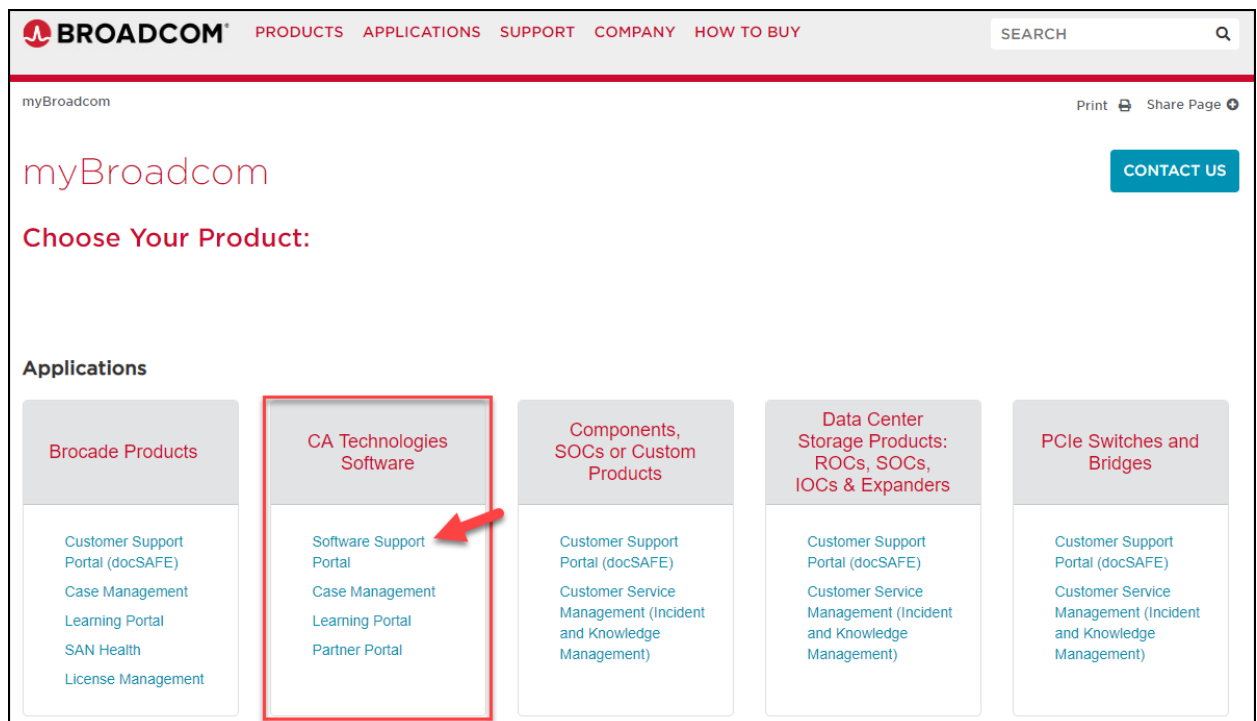 BROADCOM®
PRODUCTS APPLICATIONS SUPPORT COMPANY HOW TO BUY
SEARCH
myBroadcom
Print Share Page
myBroadcom
CONTACT US
Choose Your Product:
Applications
Brocade Products
Customer Support
Portal (docSAFE)
Case Management
Learning Portal
SAN Health
License Management
CA Technologies
Software
Software Support
Portal
Case Management
Learning Portal
Partner Portal
Components,
SOCs or Custom
Products
Customer Support
Portal (docSAFE)
Customer Service
Management (Incident
and Knowledge
Management)
Data Center
Storage Products:
ROCs, SOCs,
IOCs & Expanders
Customer Support
Portal (docSAFE)
Customer Service
Management (Incident
and Knowledge
Management)
PCIe Switches and
Bridges
Customer Support
Portal (docSAFE)
Customer Service
Management (Incident
and Knowledge
Management)